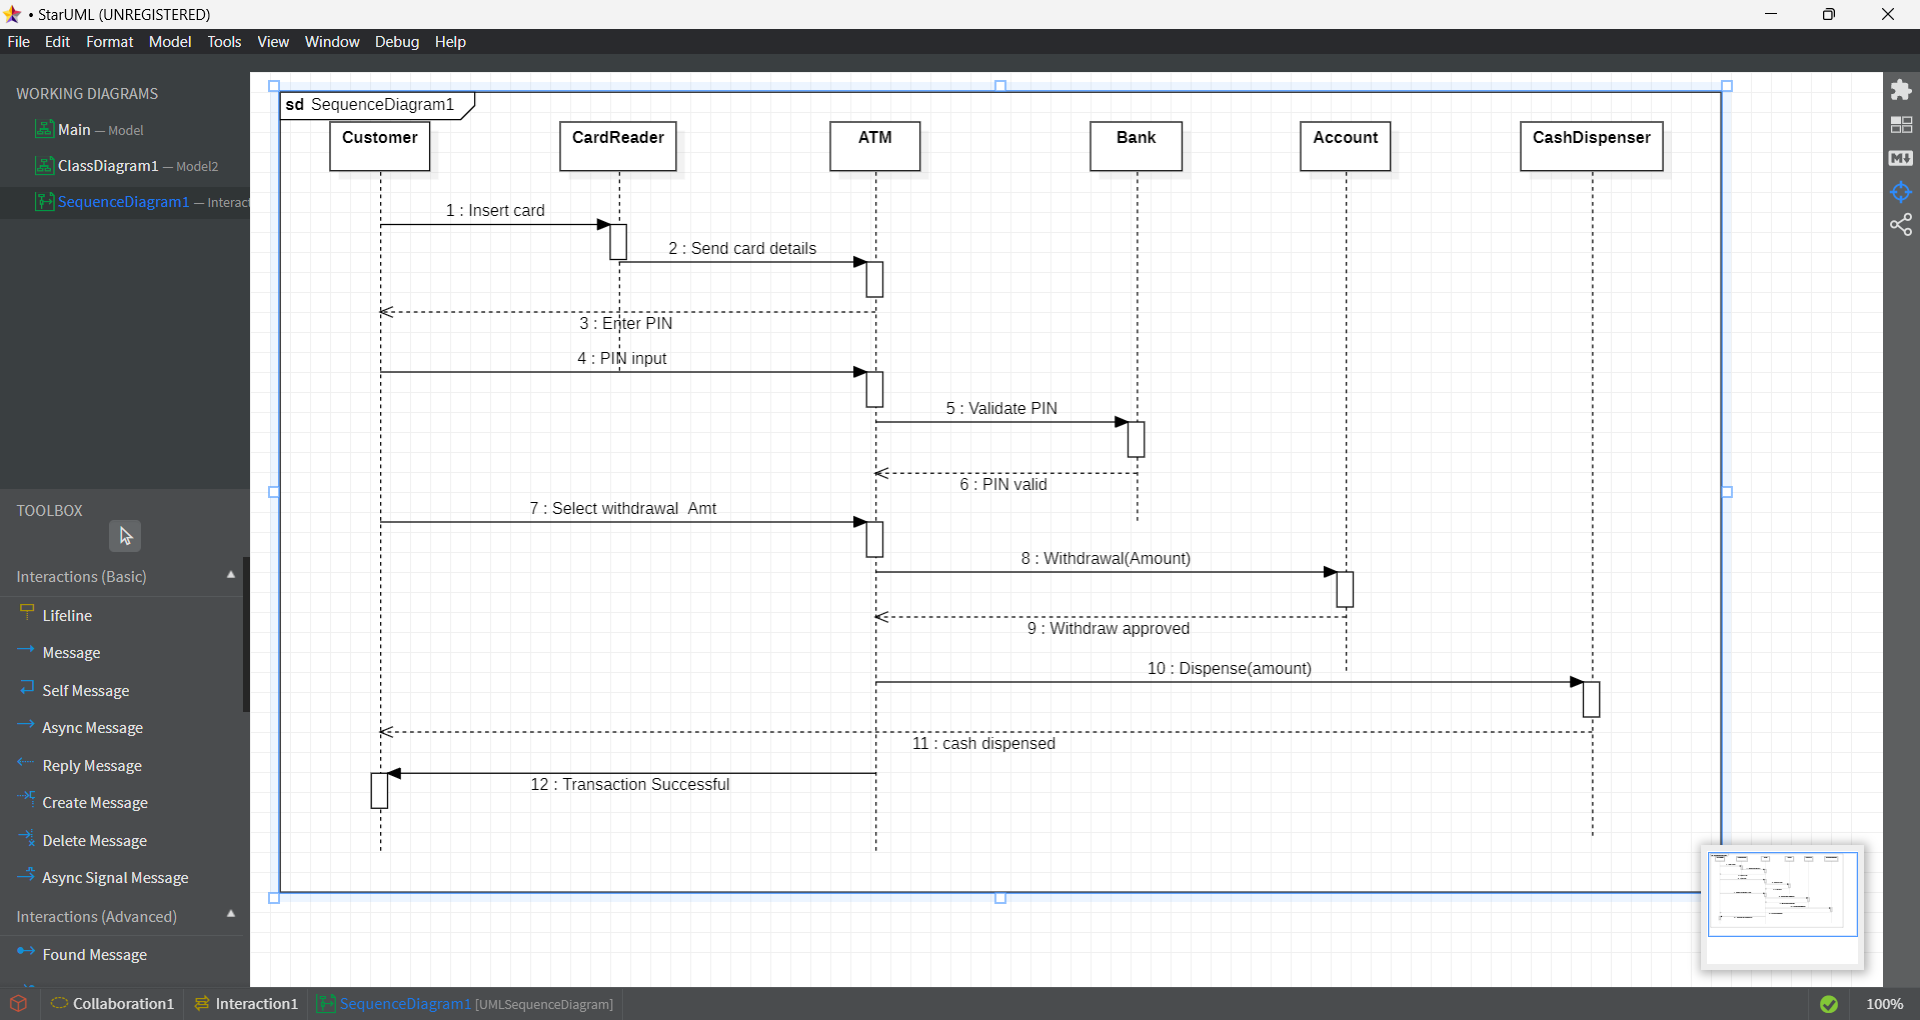 • StarUML (UNREGISTERED)
File Edit Format Model Tools View Window Debug Help
WORKING DIAGRAMS
Main — Model
ClassDiagram1 — Model2
SequenceDiagram1 — Interact
TOOLBOX
Interactions (Basic)
Lifeline
Message
Self Message
Async Message
Reply Message
Create Message
Delete Message
Async Signal Message
Interactions (Advanced)
Found Message
sd SequenceDiagram1
Customer
CardReader
ATM
Bank
Account
CashDispenser
1 : Insert card
2 : Send card details
3 : Enter PIN
4 : PIN input
5 : Validate PIN
6 : PIN valid
7 : Select withdrawal  Amt
8 : Withdrawal(Amount)
9 : Withdraw approved
10 : Dispense(amount)
11 : cash dispensed
12 : Transaction Successful
M
Collaboration1
Interaction1
SequenceDiagram1 [UMLSequenceDiagram]
100%